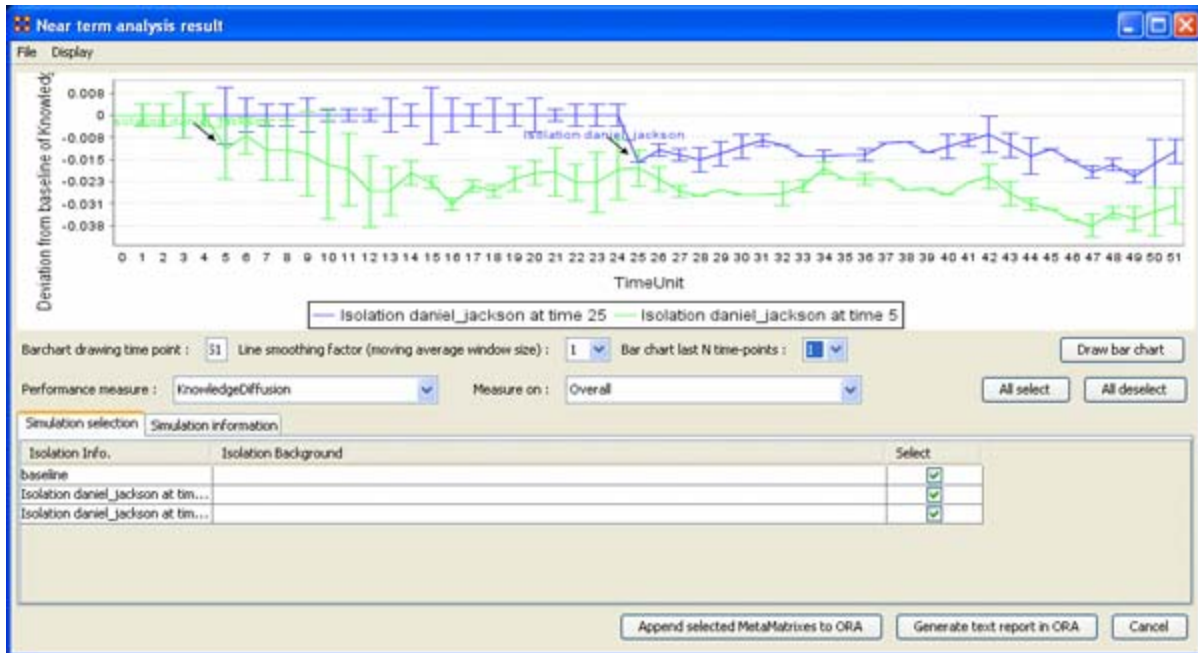 Near term analysis result
File Display
Deviation from baseline of Knowledg
0.008
0
-0.008
-0.015
-0.023
-0.031
-0.038
Isolation daniel_jackson
Isolation daniel_jackson
0 1 2 3 4 5 6 7 8 9 10 11 12 13 14 15 16 17 18 19 20 21 22 23 24 25 26 27 28 29 30 31 32 33 34 35 36 37 38 39 40 41 42 43 44 45 46 47 48 49 50 51
TimeUnit
Isolation daniel_jackson at time 25 Isolation daniel_jackson at time 5
Barchart drawing time point : 51 Line smoothing factor (moving average window size) : 1 Bar chart last N time-points : 1 Draw bar chart
Performance measure : KnowledgeDiffusion Measure on : Overall All select All deselect
Simulation selection Simulation information
Isolation Info. Isolation Background Select
baseline
Isolation daniel_jackson at tim...
Isolation daniel_jackson at tim...
Append selected MetaMatrixes to ORA Generate text report in ORA Cancel